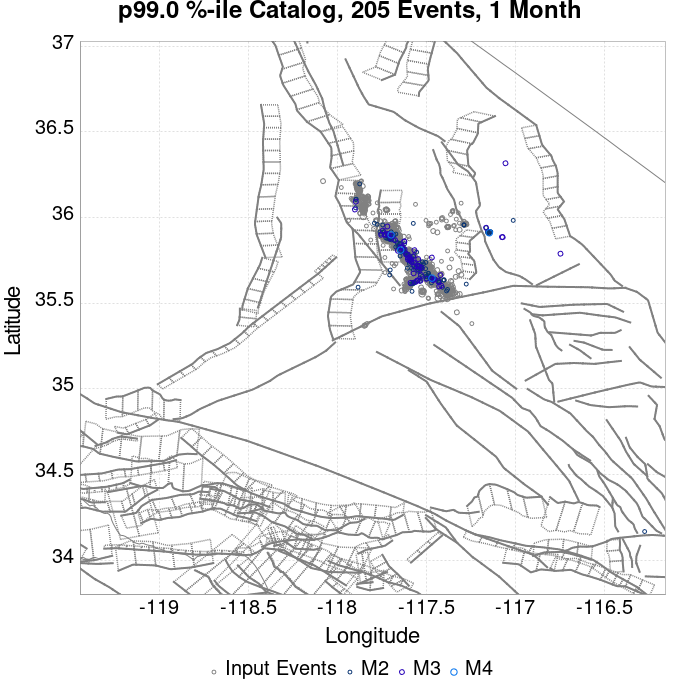 p99.0 %-ile Catalog, 205 Events, 1 Month
37
36.5
36
35.5
35
34.5
34
Latitude
-119
-118.5
-118
-117.5
-117
-116.5
Longitude
Input Events
M2
M3
M4